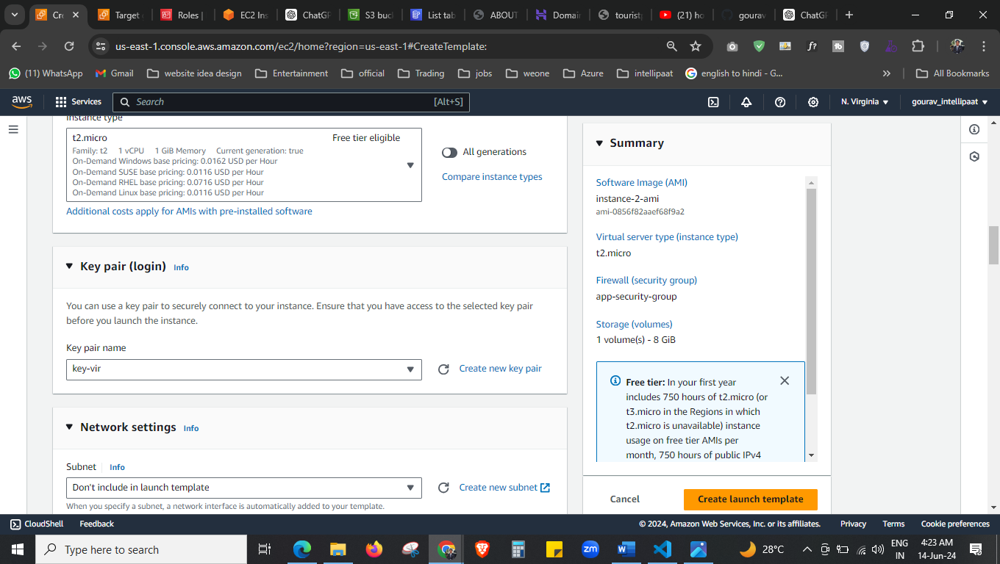 Cr
Target
Roles |
EC2 Ins
ChatGP
S3 buc
List tab
ABOUT
Domain
tourist
(21) ho
gourav
ChatGP
us-east-1.console.aws.amazon.com/ec2/home?region=us-east-1#CreateTemplate:
(11) WhatsApp
Gmail
website idea design
Entertainment
official
Trading
jobs
weone
Azure
intellipaat
english to hindi - G...
All Bookmarks
aws
Services
Search
[Alt+S]
N. Virginia
gourav_intellipaat
Instance type
t2.micro
Free tier eligible
Family: t2 1 vCPU 1 GiB Memory Current generation: true
On-Demand Windows base pricing: 0.0162 USD per Hour
On-Demand SUSE base pricing: 0.0116 USD per Hour
On-Demand RHEL base pricing: 0.0716 USD per Hour
On-Demand Linux base pricing: 0.0116 USD per Hour
All generations
Compare instance types
Additional costs apply for AMIs with pre-installed software
Key pair (login) Info
You can use a key pair to securely connect to your instance. Ensure that you have access to the selected key pair
before you launch the instance.
Key pair name
key-vir
Create new key pair
Network settings Info
Subnet Info
Don't include in launch template
Create new subnet
When you specify a subnet, a network interface is automatically added to your template.
Summary
Software Image (AMI)
instance-2-ami
ami-0856f82aaef68f9a2
Virtual server type (instance type)
t2.micro
Firewall (security group)
app-security-group
Storage (volumes)
1 volume(s) - 8 GiB
Free tier: In your first year
includes 750 hours of t2.micro (or
t3.micro in the Regions in which
t2.micro is unavailable) instance
usage on free tier AMIs per
month, 750 hours of public IPv4
Cancel
Create launch template
CloudShell
Feedback
© 2024, Amazon Web Services, Inc. or its affiliates.
Privacy
Terms
Cookie preferences
Type here to search
zm
28°C
ENG
IN
4:23 AM
14-Jun-24